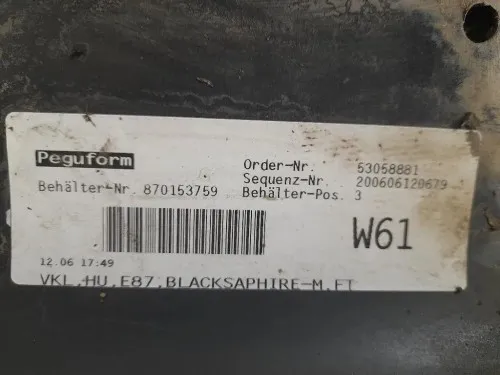 Peguform
Order-Nr. 53058881
Sequenz-Nr. 200606120679
Behälter-Nr. 870153759 Behälter-Pos. 3
W61
12.06 17:49
VKL,HU,E87,BLACKSAPHIRE-M,FT